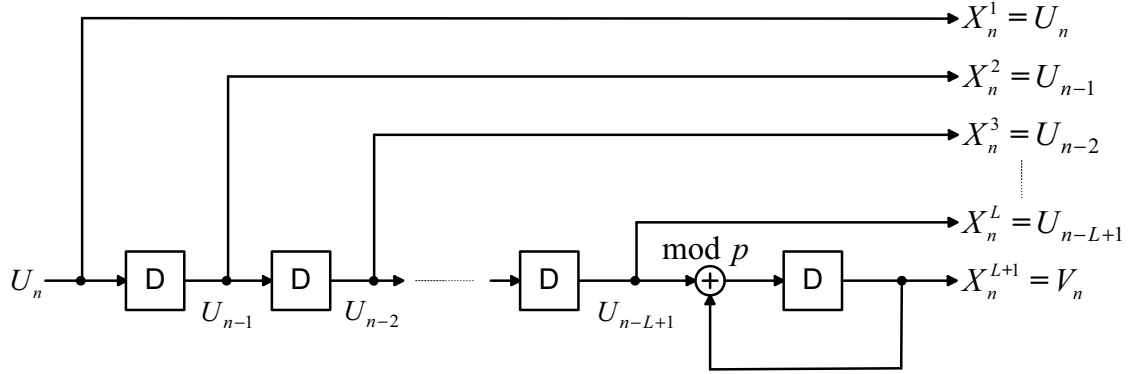 X_n^1 = U_n
X_n^2 = U_{n-1}
X_n^3 = U_{n-2}
X_n^L = U_{n-L+1}
mod p
U_n D D D + D X_n^{L+1} = V_n
U_{n-1} U_{n-2} U_{n-L+1}